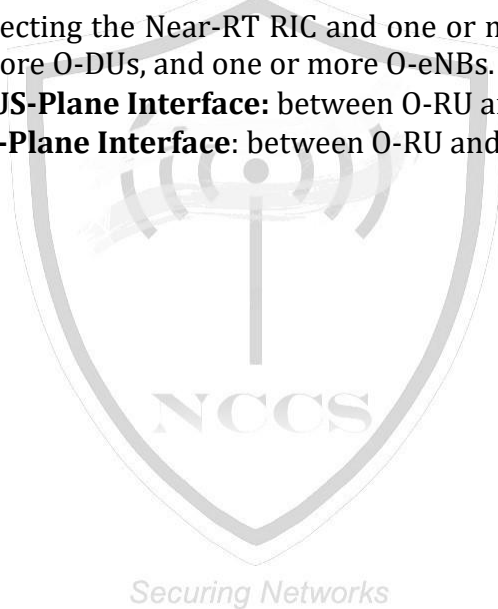 ecting the Near-RT RIC and one or
ore O-DUs, and one or more O-eNBs.
US-Plane Interface: between O-RU
-Plane Interface: between O-RU and
NCCS
Securing Networks